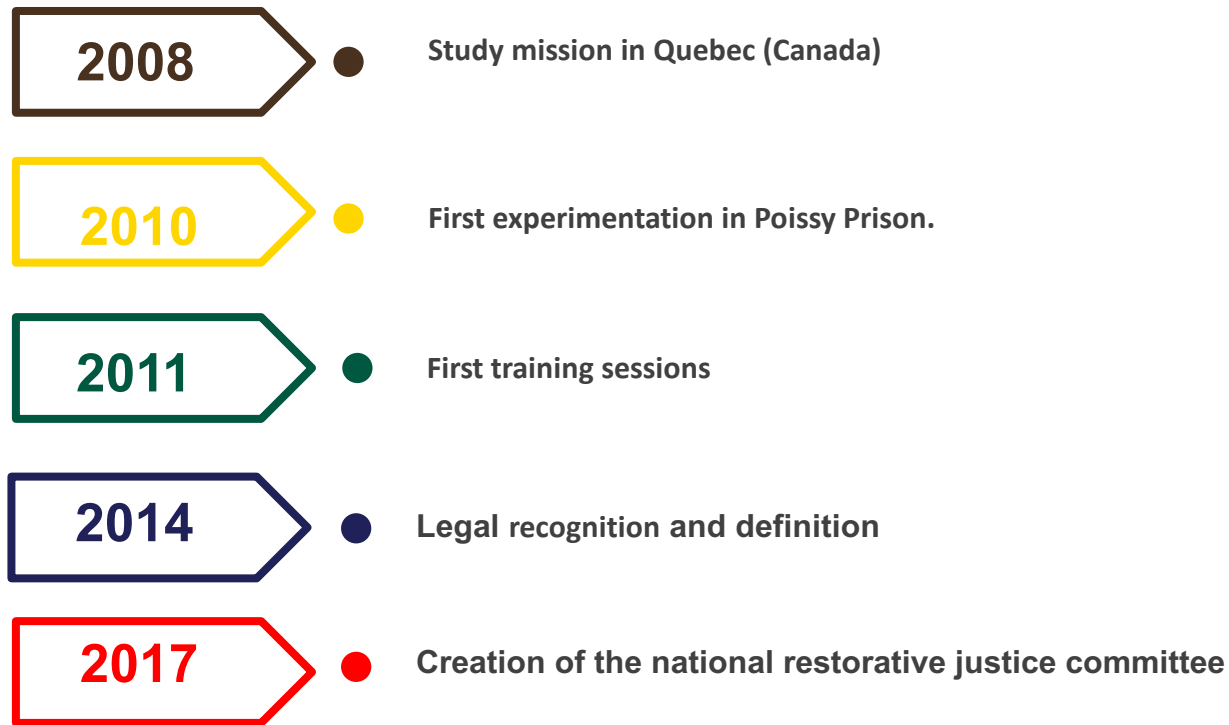 2008
Study mission in Quebec (Canada)
2010
First experimentation in Poissy Prison.
2011
First training sessions
2014
Legal recognition and definition
2017
Creation of the national restorative justice committee